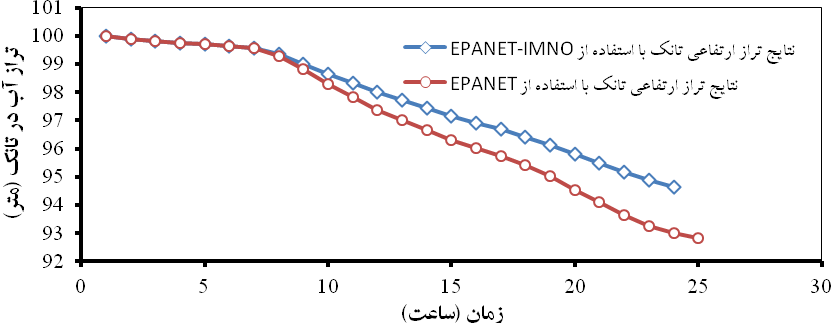 100
99
98
97
96
95
94
93
92
تراز آب در تانک (متر)
نتایج تراز ارتفاعی تانک با استفاده از EPANET-IMNO
نتایج تراز ارتفاعی تانک با استفاده از EPANET
0 5 10 15 20 25 30
زمان (ساعت)